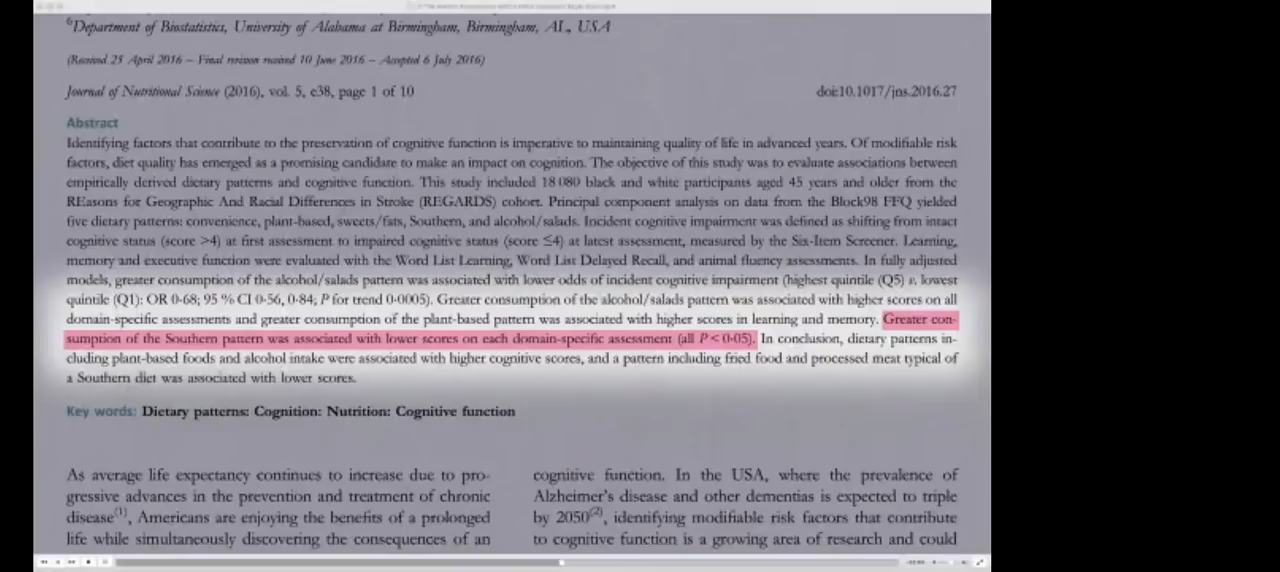 ⁶Department of Biostatistics, University of Alabama at Birmingham, Birmingham, AL, USA
(Received 25 April 2016 – Final revision received 10 June 2016 – Accepted 6 July 2016)
Journal of Nutritional Science (2016), vol. 5, e38, page 1 of 10 doi:10.1017/jns.2016.27
Abstract
Identifying factors that contribute to the preservation of cognitive function is imperative to maintaining quality of life in advanced years. Of modifiable risk
factors, diet quality has emerged as a promising candidate to make an impact on cognition. The objective of this study was to evaluate associations between
empirically derived dietary patterns and cognitive function. This study included 18 080 black and white participants aged 45 years and older from the
REasons for Geographic And Racial Differences in Stroke (REGARDS) cohort. Principal component analysis on data from the Block98 FFQ yielded
five dietary patterns: convenience, plant-based, sweets/fats, Southern, and alcohol/salads. Incident cognitive impairment was defined as shifting from intact
cognitive status (score >4) at first assessment to impaired cognitive status (score ≤4) at latest assessment, measured by the Six-Item Screener. Learning,
memory and executive function were evaluated with the Word List Learning, Word List Delayed Recall, and animal fluency assessments. In fully adjusted
models, greater consumption of the alcohol/salads pattern was associated with lower odds of incident cognitive impairment (highest quintile (Q5) v. lowest
quintile (Q1): OR 0·68; 95 % CI 0·56, 0·84; P for trend 0·0005). Greater consumption of the alcohol/salads pattern was associated with higher scores on all
domain-specific assessments and greater consumption of the plant-based pattern was associated with higher scores in learning and memory. Greater con-
sumption of the Southern pattern was associated with lower scores on each domain-specific assessment (all P < 0·05). In conclusion, dietary patterns in-
cluding plant-based foods and alcohol intake were associated with higher cognitive scores, and a pattern including fried food and processed meat typical of
a Southern diet was associated with lower scores.
Key words: Dietary patterns: Cognition: Nutrition: Cognitive function
As average life expectancy continues to increase due to pro-
gressive advances in the prevention and treatment of chronic
disease⁽¹⁾, Americans are enjoying the benefits of a prolonged
life while simultaneously discovering the consequences of an
cognitive function. In the USA, where the prevalence of
Alzheimer's disease and other dementias is expected to triple
by 2050⁽²⁾, identifying modifiable risk factors that contribute
to cognitive function is a growing area of research and could